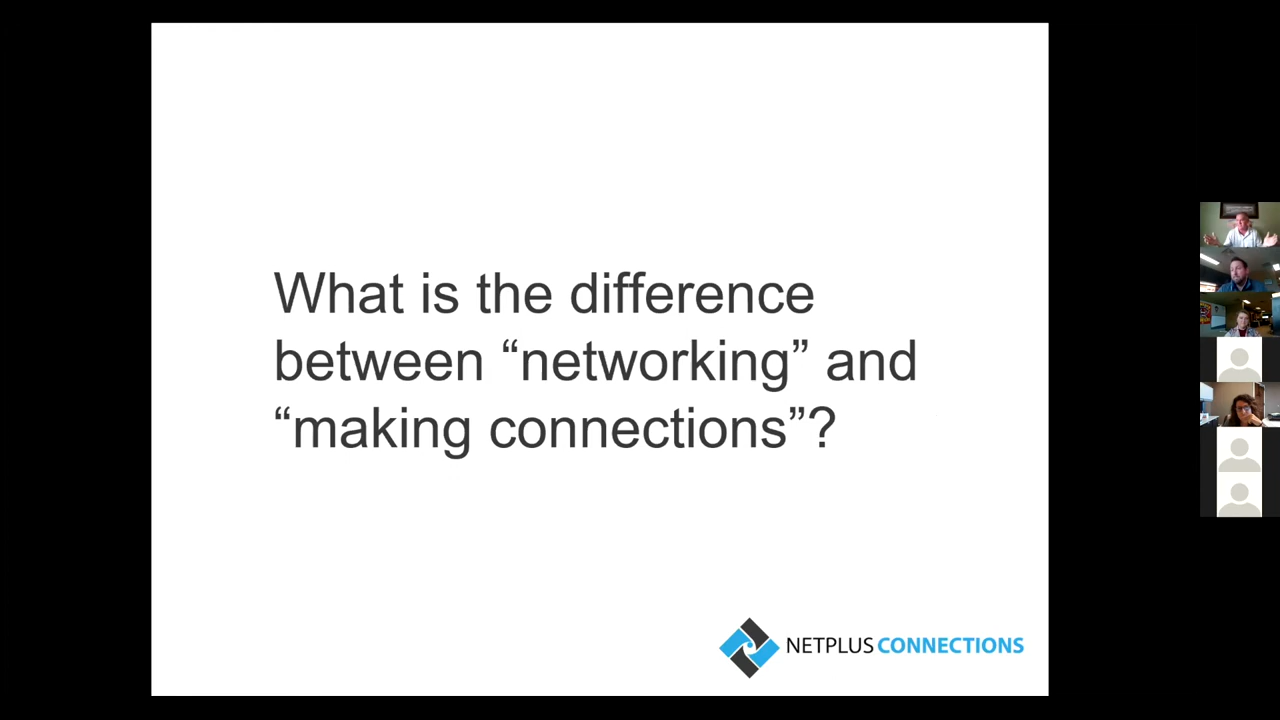 What is the difference
between “networking” and
“making connections”?
NETPLUS CONNECTIONS